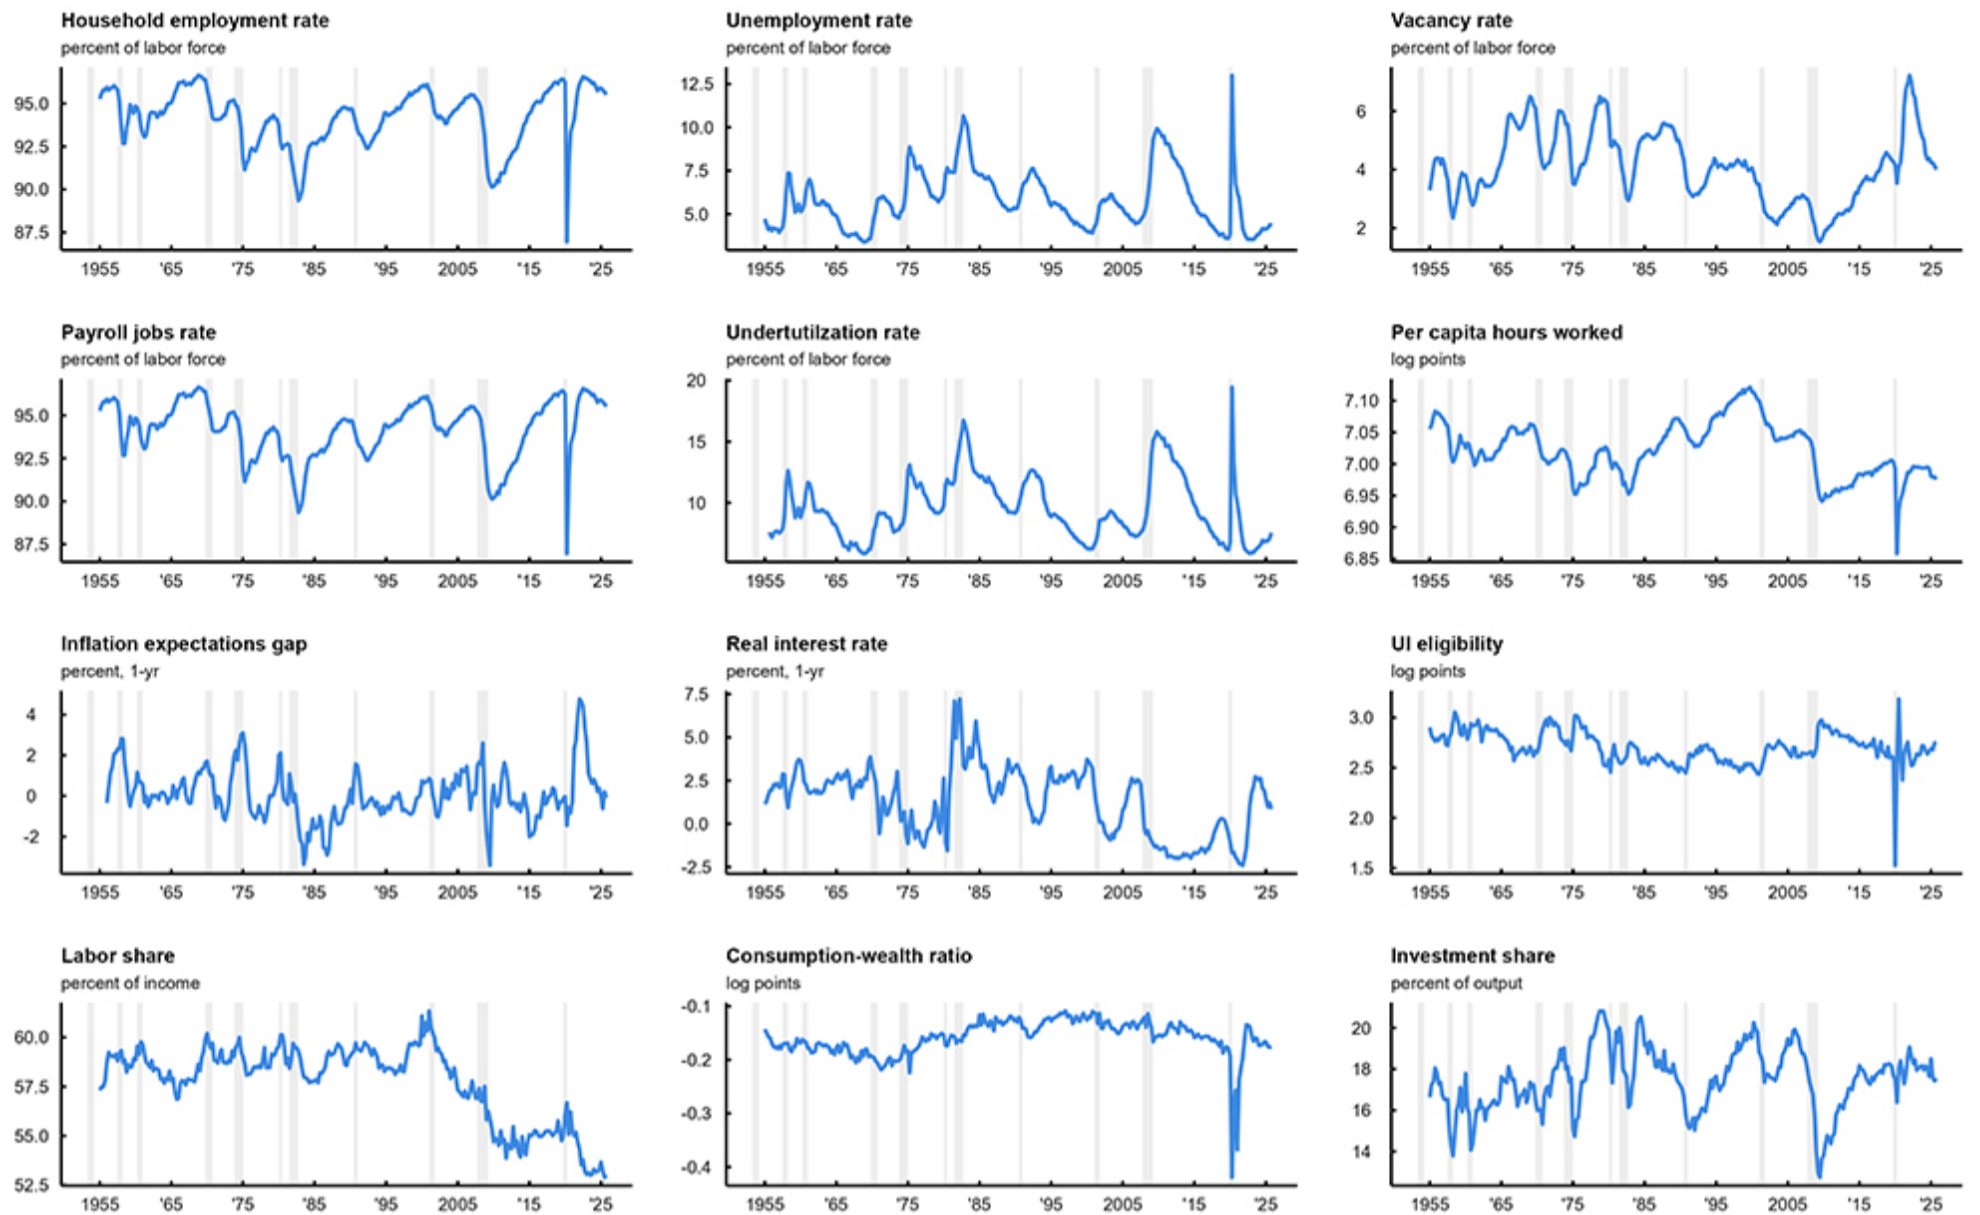 Household employment rate
percent of labor force
95.0
92.5
90.0
87.5
1955 '65 '75 '85 '95 2005 '15 '25
Unemployment rate
percent of labor force
12.5
10.0
7.5
5.0
1955 '65 '75 '85 '95 2005 '15 '25
Vacancy rate
percent of labor force
6
4
2
1955 '65 '75 '85 '95 2005 '15 '25
Payroll jobs rate
percent of labor force
95.0
92.5
90.0
87.5
1955 '65 '75 '85 '95 2005 '15 '25
Undertutilzation rate
percent of labor force
20
15
10
1955 '65 '75 '85 '95 2005 '15 '25
Per capita hours worked
log points
7.10
7.05
7.00
6.95
6.90
6.85
1955 '65 '75 '85 '95 2005 '15 '25
Inflation expectations gap
percent, 1-yr
4
2
0
-2
1955 '65 '75 '85 '95 2005 '15 '25
Real interest rate
percent, 1-yr
7.5
5.0
2.5
0.0
-2.5
1955 '65 '75 '85 '95 2005 '15 '25
UI eligibility
log points
3.0
2.5
2.0
1.5
1955 '65 '75 '85 '95 2005 '15 '25
Labor share
percent of income
60.0
57.5
55.0
52.5
1955 '65 '75 '85 '95 2005 '15 '25
Consumption-wealth ratio
log points
-0.1
-0.2
-0.3
-0.4
1955 '65 '75 '85 '95 2005 '15 '25
Investment share
percent of output
20
18
16
14
1955 '65 '75 '85 '95 2005 '15 '25